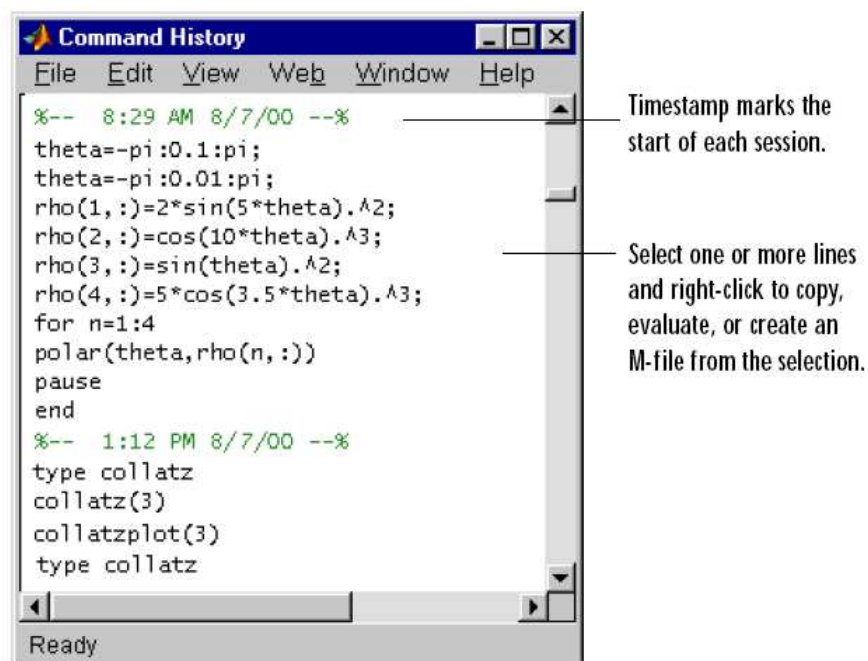 Command History
File Edit View Web Window Help
%-- 8:29 AM 8/7/00 --%
theta=-pi:0.1:pi;
theta=-pi:0.01:pi;
rho(1,:)=2*sin(5*theta).^2;
rho(2,:)=cos(10*theta).^3;
rho(3,:)=sin(theta).^2;
rho(4,:)=5*cos(3.5*theta).^3;
for n=1:4
polar(theta,rho(n,:))
pause
end
%-- 1:12 PM 8/7/00 --%
type collatz
collatz(3)
collatzplot(3)
type collatz
Ready
Timestamp marks the
start of each session.
Select one or more lines
and right-click to copy,
evaluate, or create an
M-file from the selection.